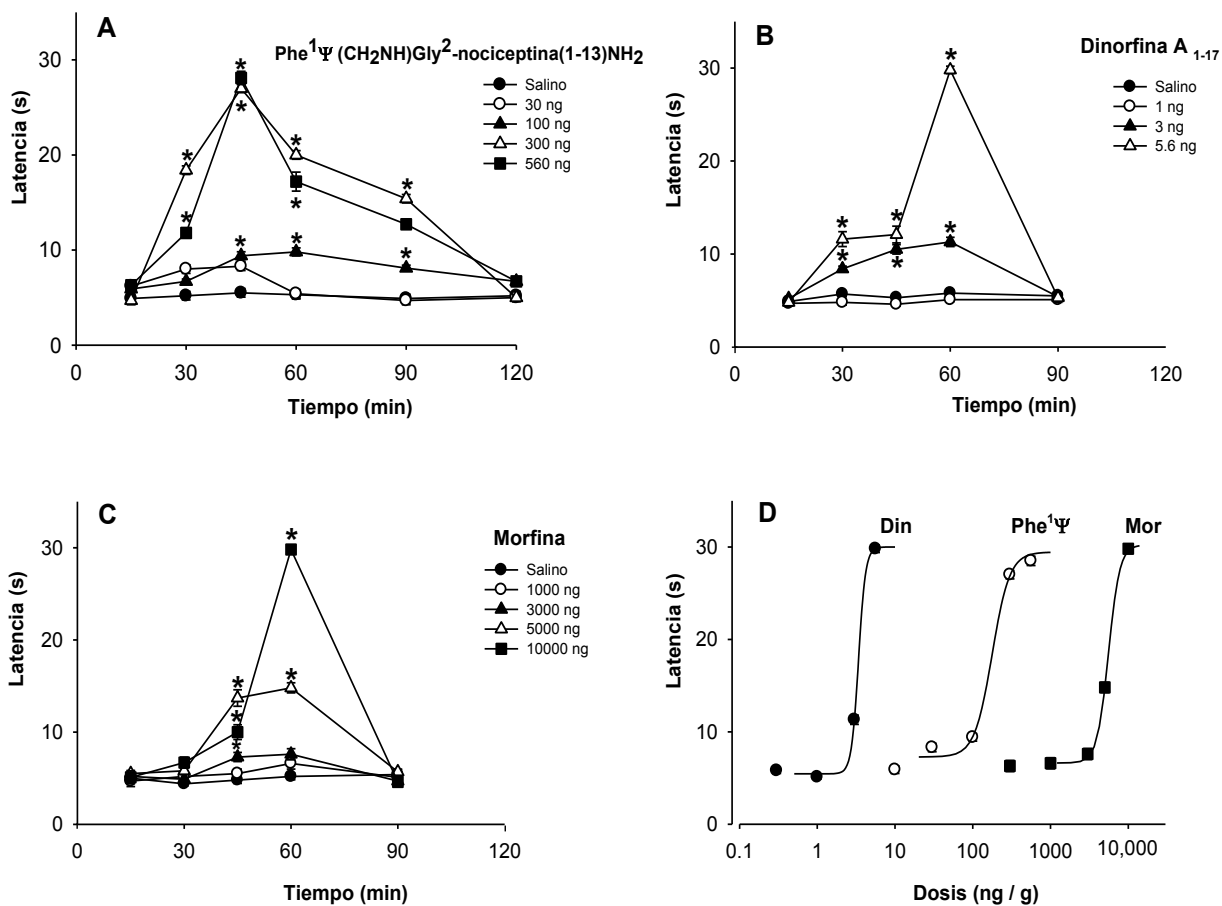 A
Phe¹Ψ (CH₂NH)Gly²-nociceptina(1-13)NH₂
Salino
30 ng
100 ng
300 ng
560 ng
Latencia (s)
30
20
10
0
0 30 60 90 120
Tiempo (min)
B
Dinorfina A ₁₋₁₇
Salino
1 ng
3 ng
5.6 ng
Latencia (s)
30
20
10
0
0 30 60 90 120
Tiempo (min)
C
Morfina
Salino
1000 ng
3000 ng
5000 ng
10000 ng
Latencia (s)
30
20
10
0
0 30 60 90 120
Tiempo (min)
D
Din Phe¹Ψ Mor
Latencia (s)
30
20
10
0
0.1 1 10 100 1000 10,000
Dosis (ng / g)